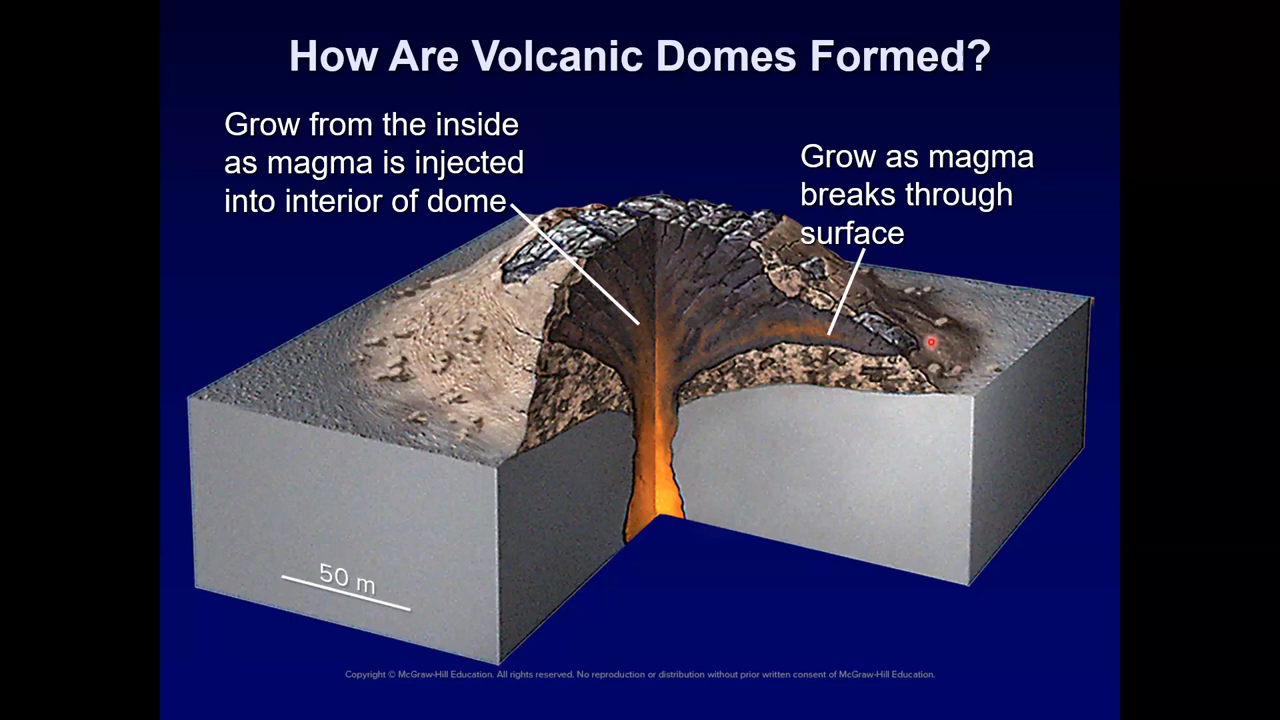 How Are Volcanic Domes Formed?
Grow from the inside
as magma is injected
into interior of dome
Grow as magma
breaks through
surface
50 m
Copyright © McGraw-Hill Education. All rights reserved. No reproduction or distribution without prior written consent of McGraw-Hill Education.